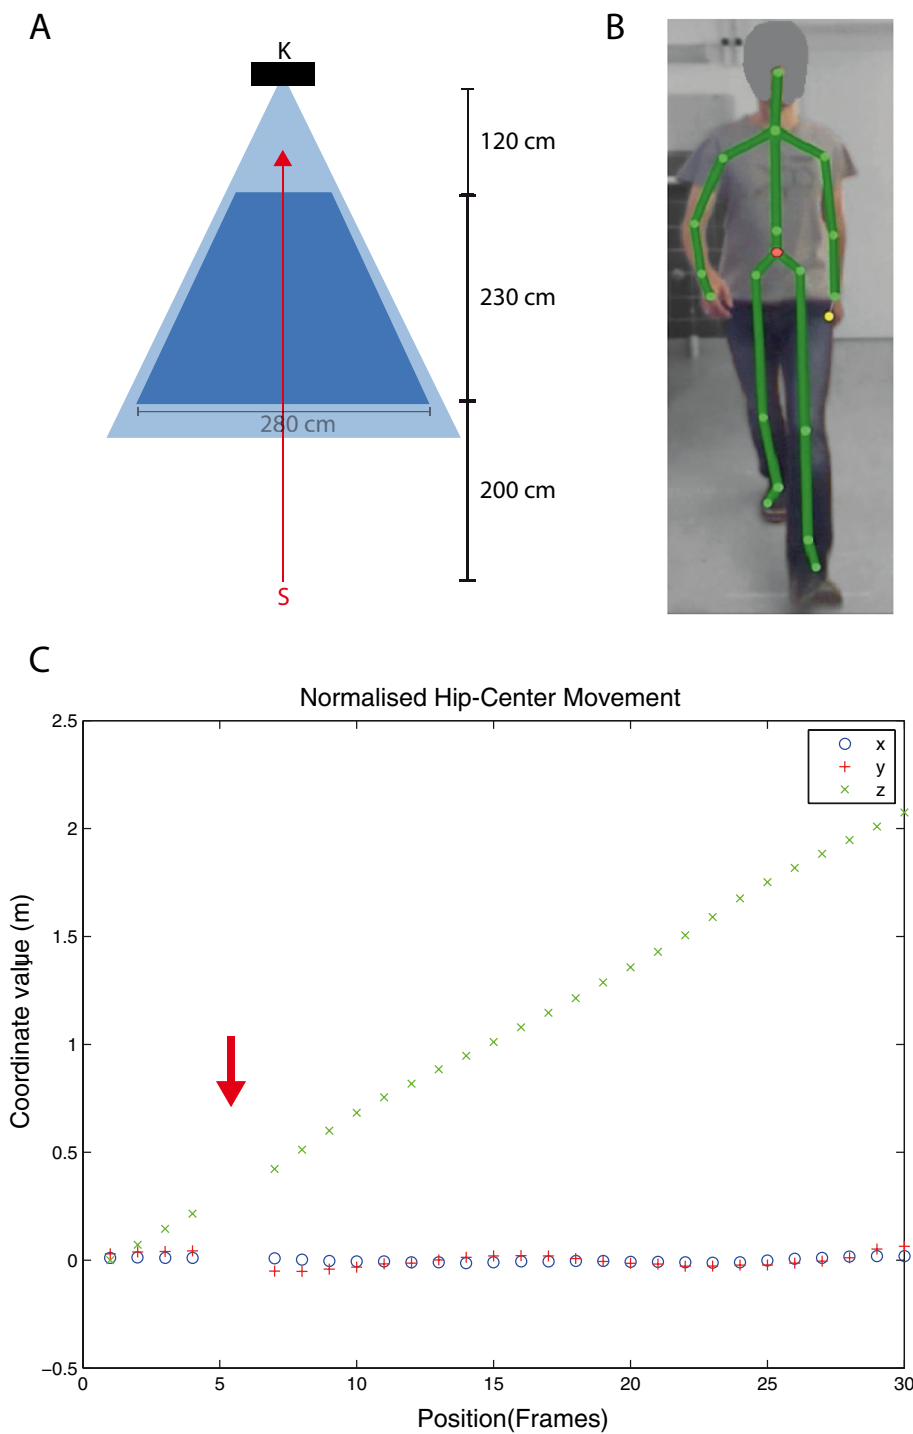 A
K
120 cm
230 cm
280 cm
200 cm
S
B
C
Normalised Hip-Center Movement
2.5
2
1.5
1
0.5
0
−0.5
0 5 10 15 20 25 30
x
y
z
Coordinate value (m)
Position(Frames)